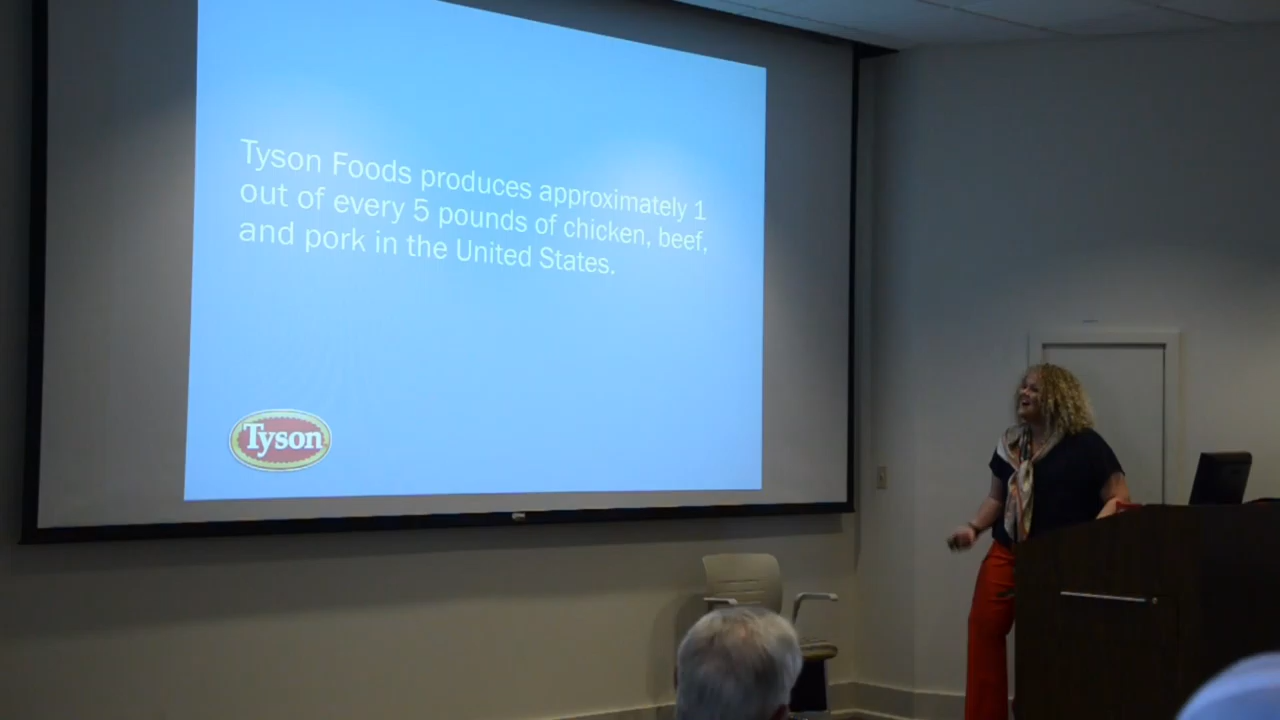 Tyson Foods produces approximately 1
out of every 5 pounds of chicken, beef,
and pork in the United States.
Tyson